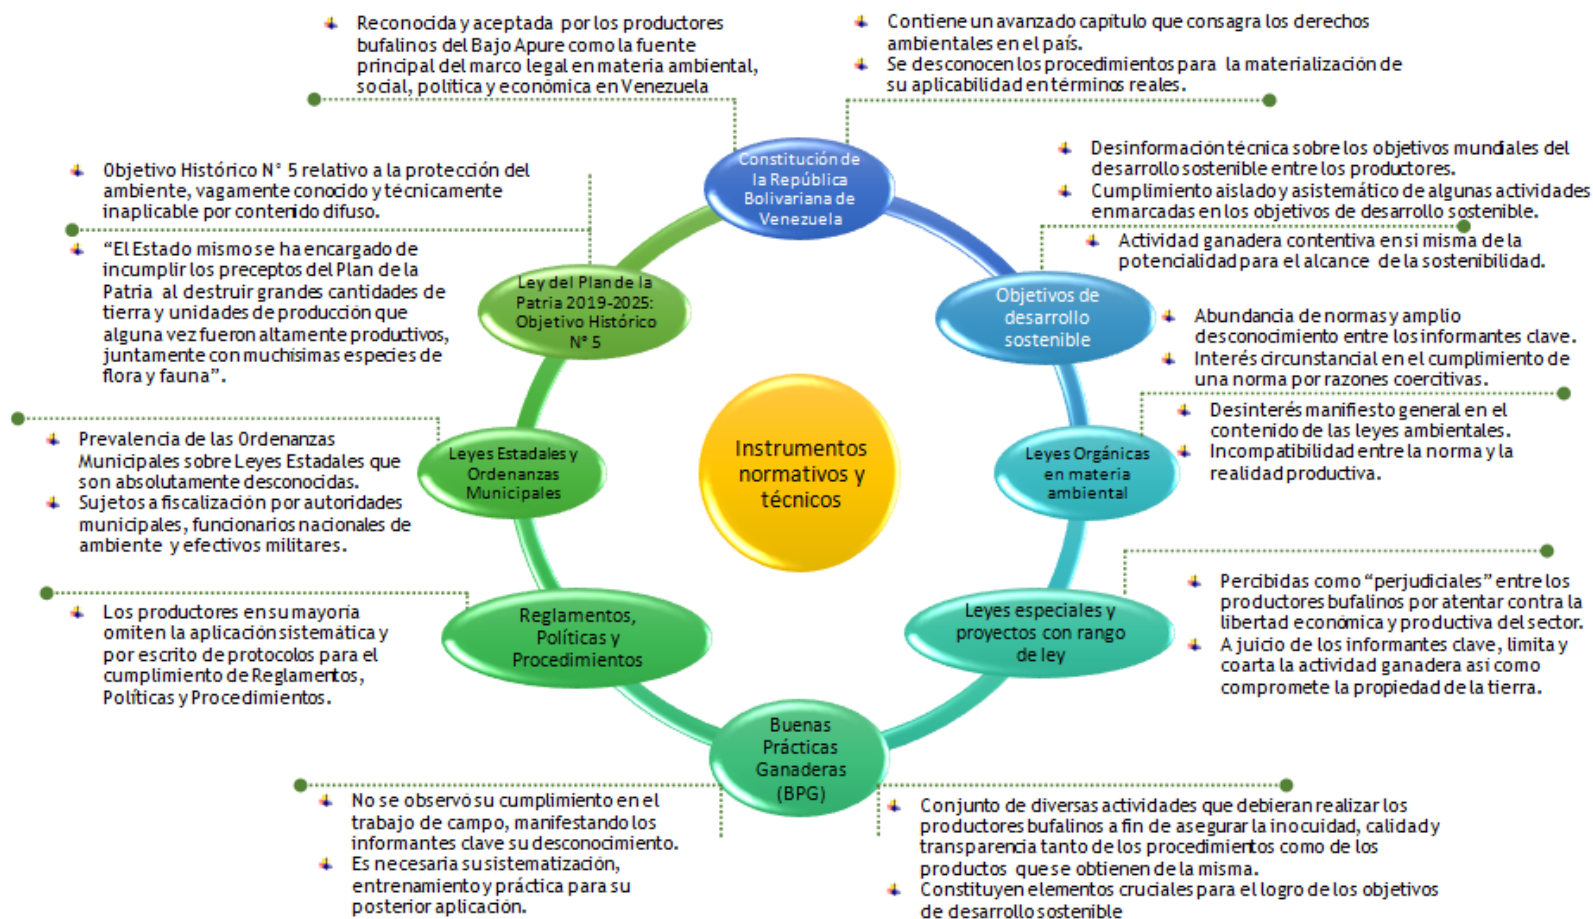 Reconocida y aceptada por los productores
bufalinos del Bajo Apure como la fuente
principal del marco legal en materia ambiental,
social, política y económica en Venezuela
Contiene un avanzado capítulo que consagra los derechos
ambientales en el país.
Se desconocen los procedimientos para la materialización de
su aplicabilidad en términos reales.
Constitución de
la República
Bolivariana de
Venezuela
Objetivo Histórico N° 5 relativo a la protección del
ambiente, vagamente conocido y técnicamente
inaplicable por contenido difuso.
"El Estado mismo se ha encargado de
incumplir los preceptos del Plan de la
Patria al destruir grandes cantidades de
tierra y unidades de producción que
alguna vez fueron altamente productivos,
juntamente con muchísimas especies de
flora y fauna".
Ley del Plan de la
Patria 2019-2025:
Objetivo Histórico
N° 5
Desinformación técnica sobre los objetivos mundiales del
desarrollo sostenible entre los productores.
Cumplimiento aislado y asistemático de algunas actividades
enmarcadas en los objetivos de desarrollo sostenible.
Actividad ganadera contentiva en si misma de la
potencialidad para el alcance de la sostenibilidad.
Objetivos de
desarrollo
sostenible
Abundancia de normas y amplio
desconocimiento entre los informantes clave.
Interés circunstancial en el cumplimiento de
una norma por razones coercitivas.
Desinterés manifiesto general en el
contenido de las leyes ambientales.
Incompatibilidad entre la norma y la
realidad productiva.
Leyes Orgánicas
en materia
ambiental
Instrumentos
normativos y
técnicos
Leyes Estadales y
Ordenanzas
Municipales
Prevalencia de las Ordenanzas
Municipales sobre Leyes Estadales que
son absolutamente desconocidas.
Sujetos a fiscalización por autoridades
municipales, funcionarios nacionales de
ambiente y efectivos militares.
Leyes especiales y
proyectos con rango
de ley
Percibidas como "perjudiciales" entre los
productores bufalinos por atentar contra la
libertad económica y productiva del sector.
A juicio de los informantes clave, limita y
coarta la actividad ganadera así como
compromete la propiedad de la tierra.
Reglamentos,
Políticas y
Procedimientos
Los productores en su mayoría
omiten la aplicación sistemática y
por escrito de protocolos para el
cumplimiento de Reglamentos,
Políticas y Procedimientos.
Buenas
Prácticas
Ganaderas
(BPG)
No se observó su cumplimiento en el
trabajo de campo, manifestando los
informantes clave su desconocimiento.
Es necesaria su sistematización,
entrenamiento y práctica para su
posterior aplicación.
Conjunto de diversas actividades que debieran realizar los
productores bufalinos a fin de asegurar la inocuidad, calidad y
transparencia tanto de los procedimientos como de los
productos que se obtienen de la misma.
Constituyen elementos cruciales para el logro de los objetivos
de desarrollo sostenible